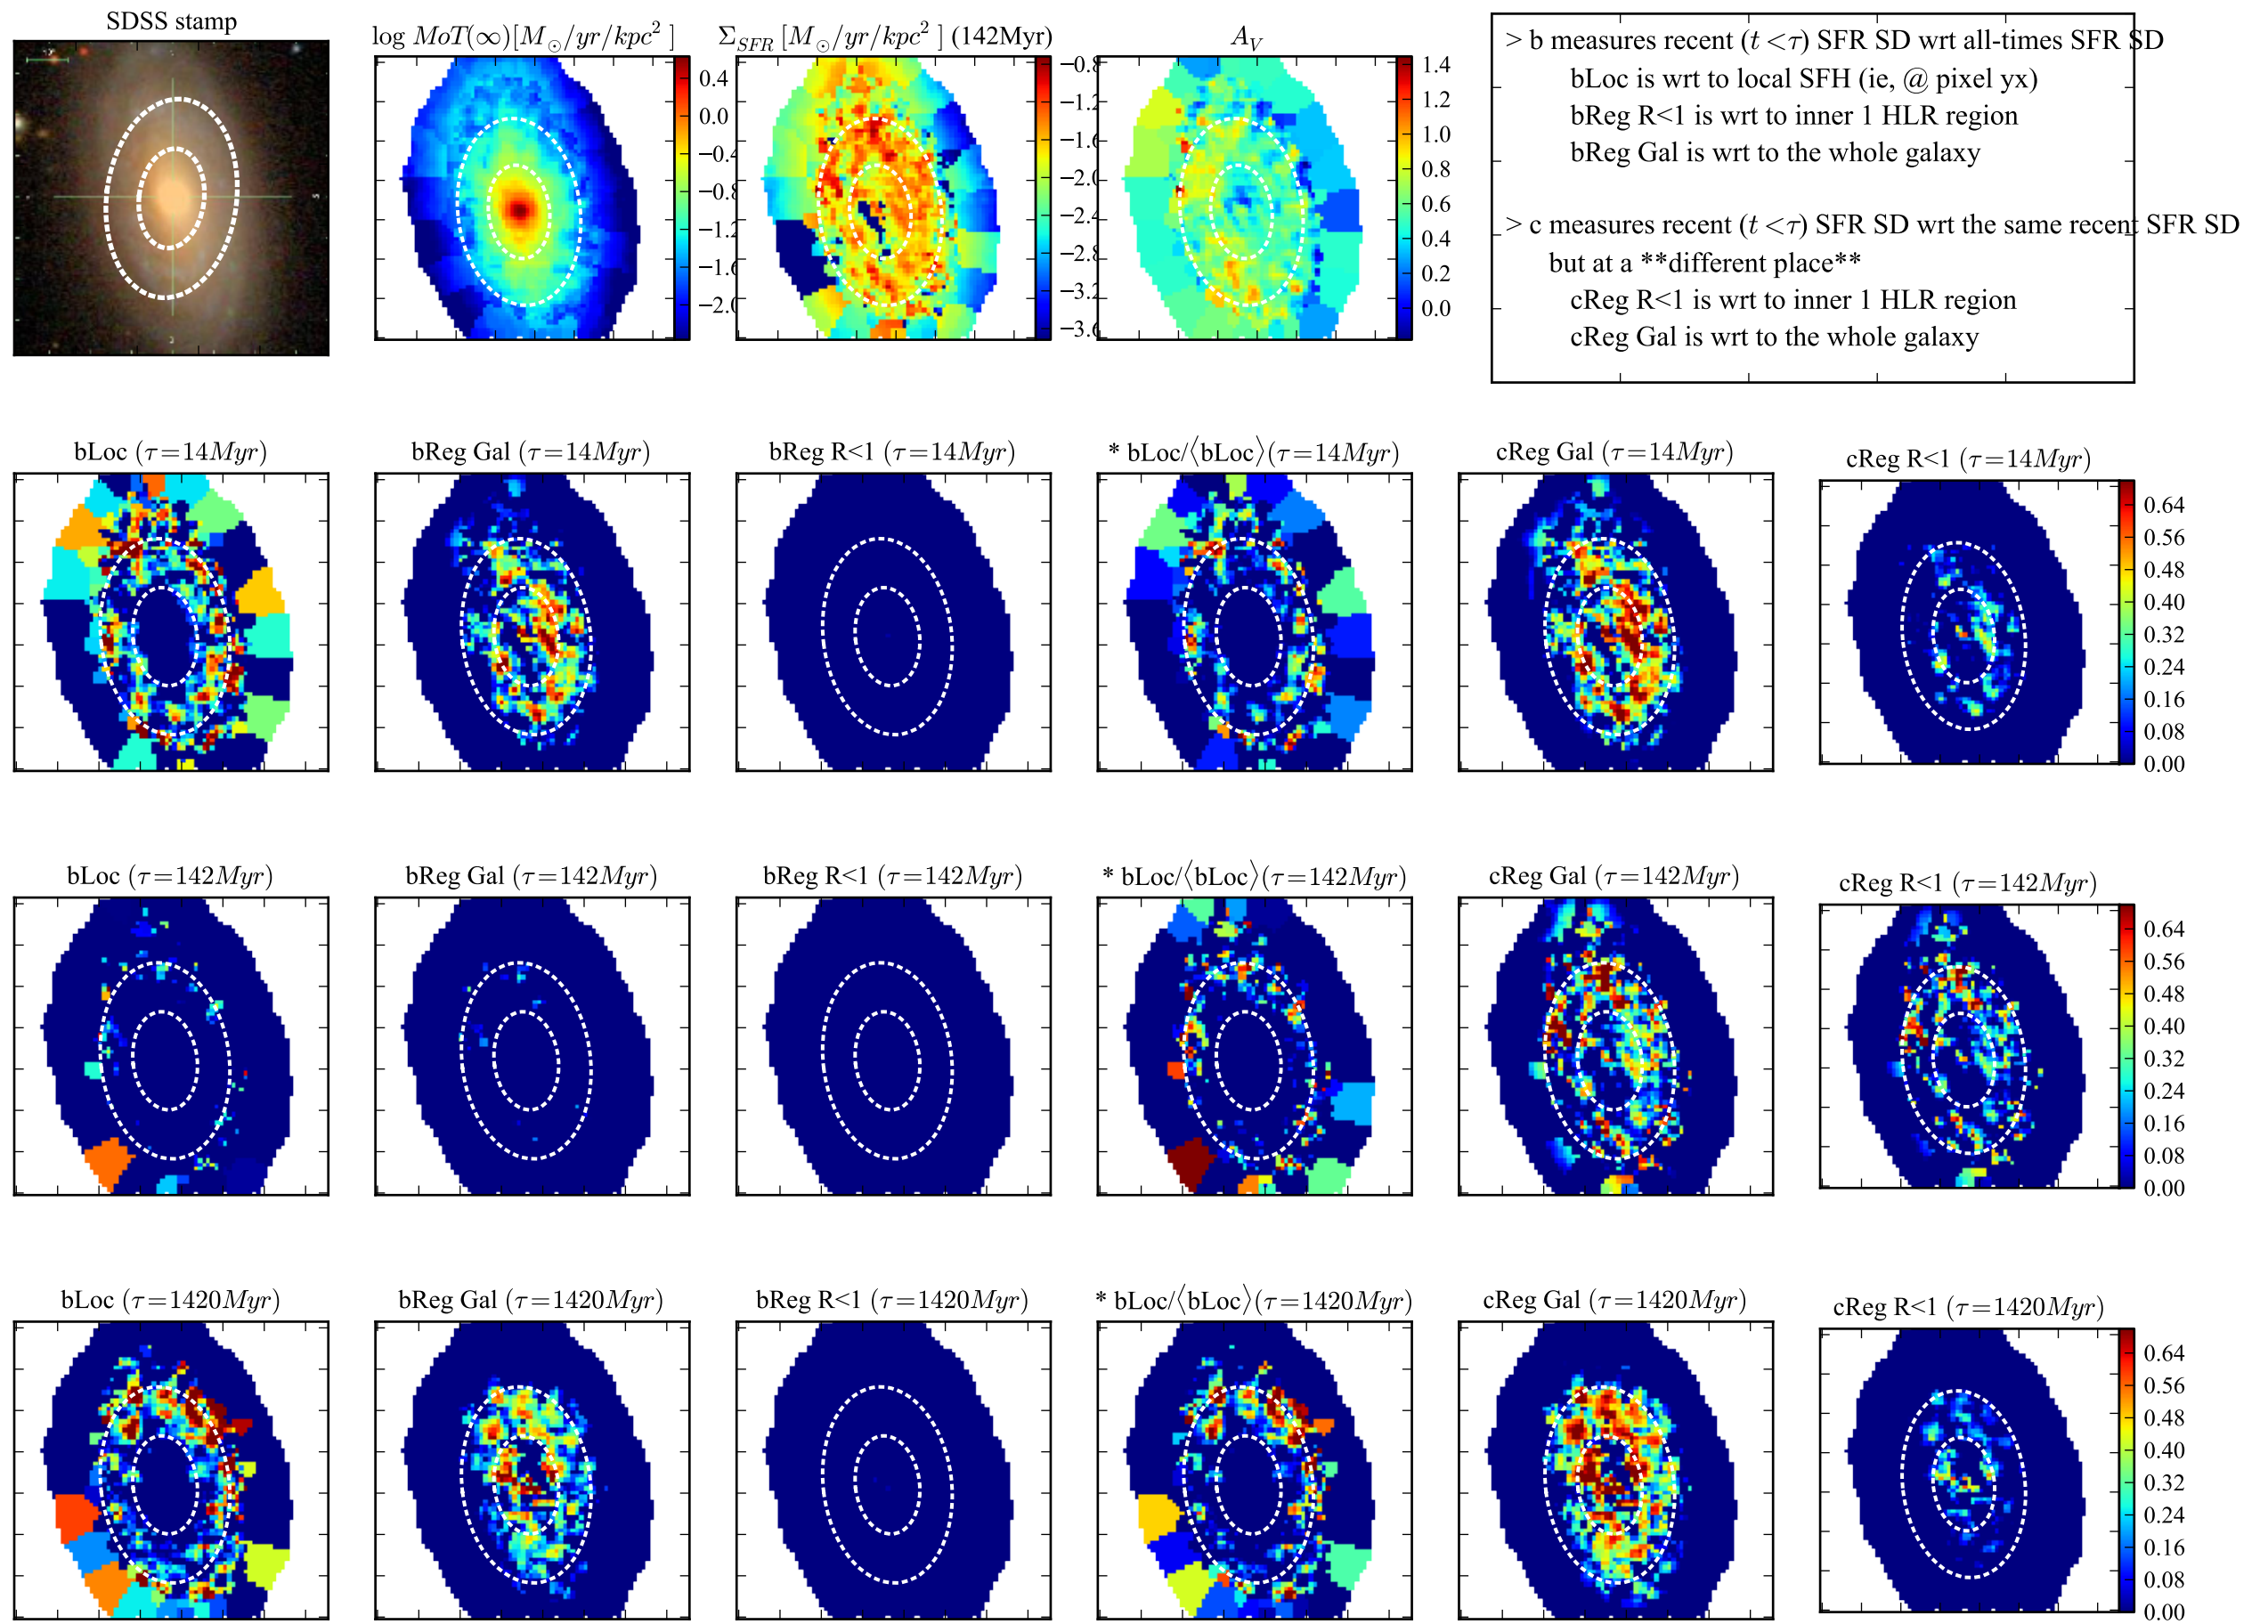 SDSS stamp
log MoT(∞)[M⊙/yr/kpc² ]
ΣSFR [M⊙/yr/kpc² ] (142Myr)
AV
0.4
0.0
−0.4
−0.8
−1.2
−1.6
−2.0
−0.8
−1.2
−1.6
−2.0
−2.4
−2.8
−3.2
−3.6
1.4
1.2
1.0
0.8
0.6
0.4
0.2
0.0
> b measures recent (t <τ) SFR SD wrt all-times SFR SD
bLoc is wrt to local SFH (ie, @ pixel yx)
bReg R<1 is wrt to inner 1 HLR region
bReg Gal is wrt to the whole galaxy
> c measures recent (t <τ) SFR SD wrt the same recent SFR SD
but at a **different place**
cReg R<1 is wrt to inner 1 HLR region
cReg Gal is wrt to the whole galaxy
bLoc (τ=14Myr)
bReg Gal (τ=14Myr)
bReg R<1 (τ=14Myr)
* bLoc/⟨bLoc⟩(τ=14Myr)
cReg Gal (τ=14Myr)
cReg R<1 (τ=14Myr)
0.64
0.56
0.48
0.40
0.32
0.24
0.16
0.08
0.00
bLoc (τ=142Myr)
bReg Gal (τ=142Myr)
bReg R<1 (τ=142Myr)
* bLoc/⟨bLoc⟩(τ=142Myr)
cReg Gal (τ=142Myr)
cReg R<1 (τ=142Myr)
0.64
0.56
0.48
0.40
0.32
0.24
0.16
0.08
0.00
bLoc (τ=1420Myr)
bReg Gal (τ=1420Myr)
bReg R<1 (τ=1420Myr)
* bLoc/⟨bLoc⟩(τ=1420Myr)
cReg Gal (τ=1420Myr)
cReg R<1 (τ=1420Myr)
0.64
0.56
0.48
0.40
0.32
0.24
0.16
0.08
0.00